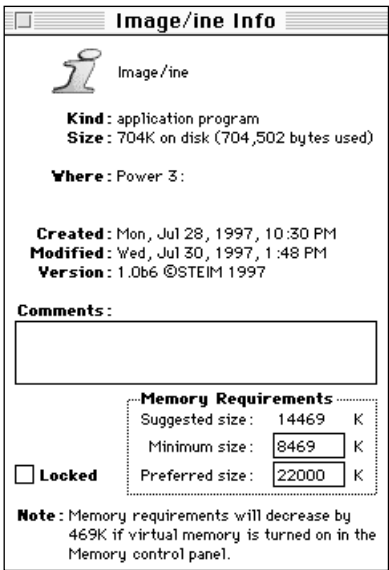 Image/ine Info
Image/ine
Kind: application program
Size: 704K on disk (704,502 bytes used)
Where: Power 3:
Created: Mon, Jul 28, 1997, 10:30 PM
Modified: Wed, Jul 30, 1997, 1:48 PM
Version: 1.0b6 ©STEIM 1997
Comments:
Memory Requirements
Suggested size: 14469 K
Minimum size: 8469 K
Locked
Preferred size: 22000 K
Note: Memory requirements will decrease by
469K if virtual memory is turned on in the
Memory control panel.